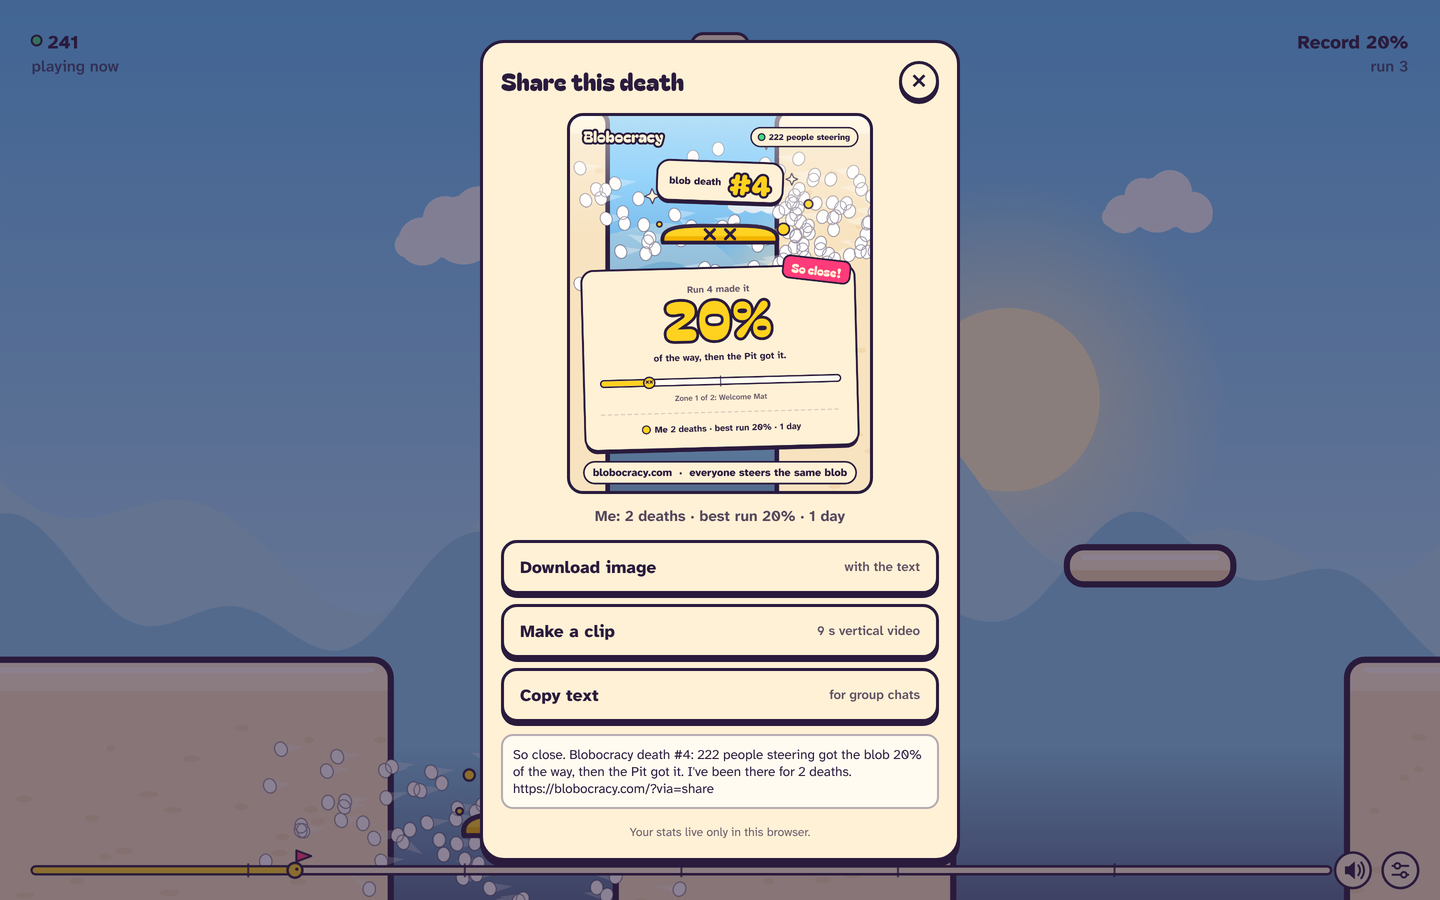 241
playing now
Record 20%
run 3
Share this death
Blobocracy
222 people steering
blob death #4
So close!
Run 4 made it
20%
of the way, then the Pit got it.
Zone 1 of 2: Welcome Mat
Me 2 deaths · best run 20% · 1 day
blobocracy.com · everyone steers the same blob
Me: 2 deaths · best run 20% · 1 day
Download image with the text
Make a clip 9 s vertical video
Copy text for group chats
So close. Blobocracy death #4: 222 people steering got the blob 20%
of the way, then the Pit got it. I've been there for 2 deaths.
https://blobocracy.com/?via=share
Your stats live only in this browser.